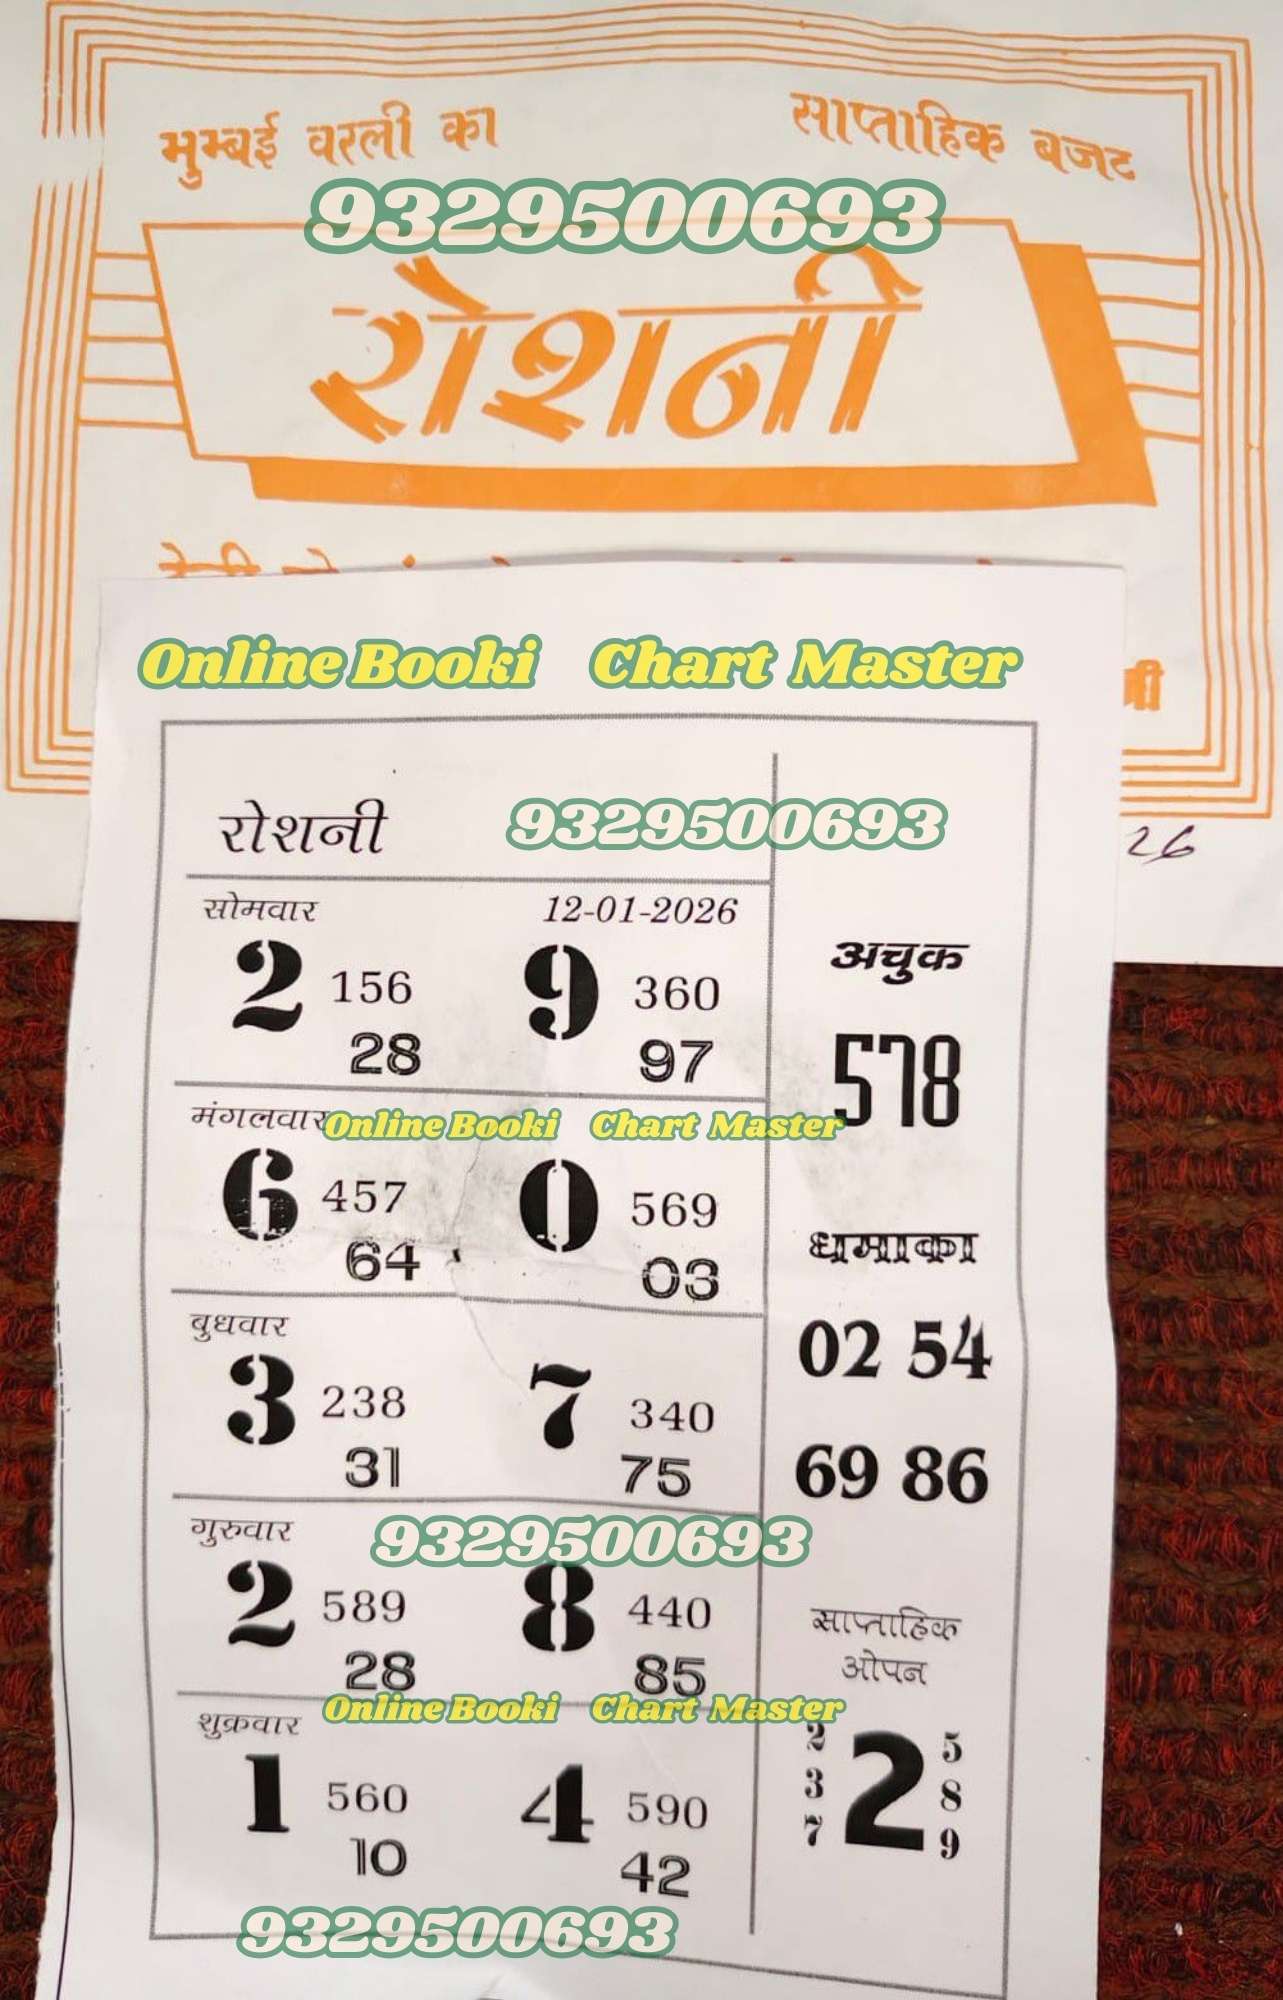 मुम्बई वरली का साप्ताहिक बजट
9329500693
रोशनी
Online Booki Chart Master
रोशनी 9329500693
26
सोमवार 12-01-2026
2 156 9 360
28 97
मंगलवार Online Booki Chart Master
6 457 0 569
64 03
बुधवार
3 238 7 340
31 75
गुरुवार 9329500693
2 589 8 440
28 85
Online Booki Chart Master
शुक्रवार
1 560 4 590
10 42
9329500693
अचुक
578
धमाका
02 54
69 86
साप्ताहिक
ओपन
2 5
3 2 8
7 9